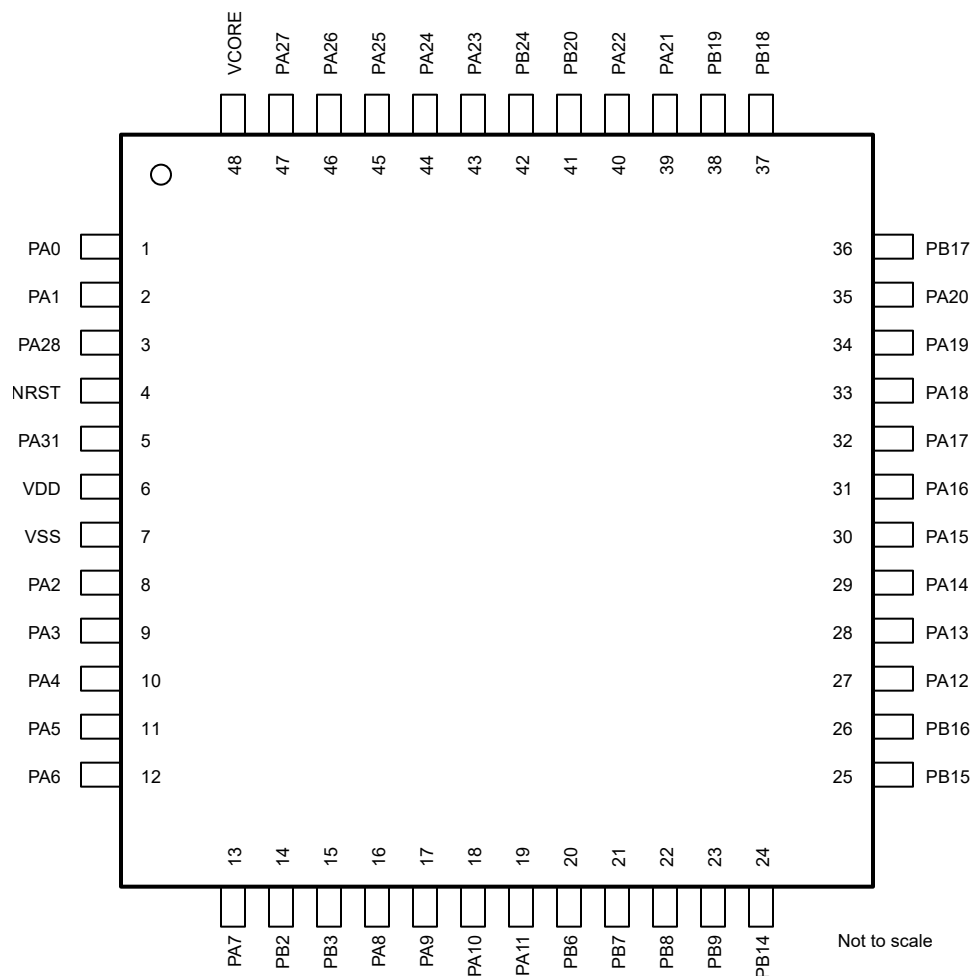 VCORE PA27 PA26 PA25 PA24 PA23 PB24 PB20 PA22 PA21 PB19 PB18
48 47 46 45 44 43 42 41 40 39 38 37
PA0 1 36 PB17
PA1 2 35 PA20
PA28 3 34 PA19
NRST 4 33 PA18
PA31 5 32 PA17
VDD 6 31 PA16
VSS 7 30 PA15
PA2 8 29 PA14
PA3 9 28 PA13
PA4 10 27 PA12
PA5 11 26 PB16
PA6 12 25 PB15
13 14 15 16 17 18 19 20 21 22 23 24
PA7 PB2 PB3 PA8 PA9 PA10 PA11 PB6 PB7 PB8 PB9 PB14
Not to scale